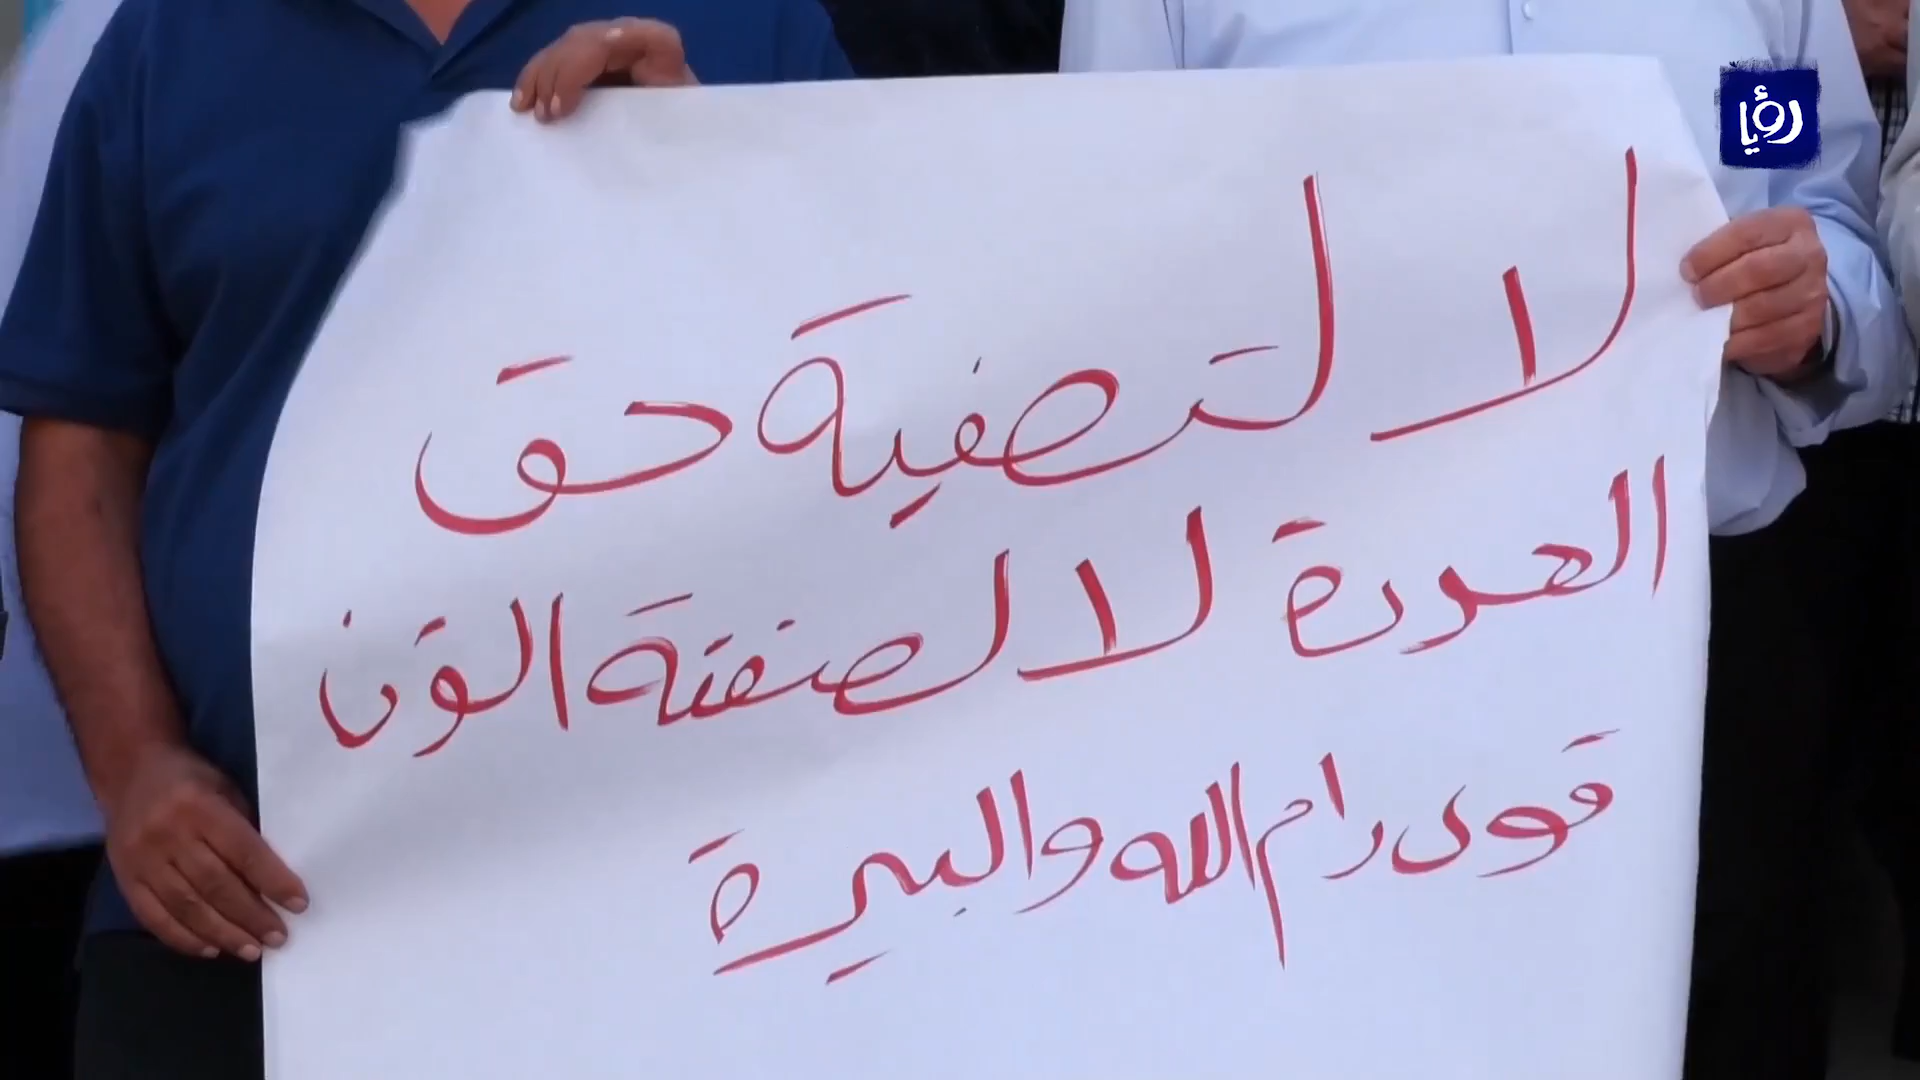 رؤيا
لا لتصفية حق
العودة لا لصفقة القرن
قوى رام الله والبيرة